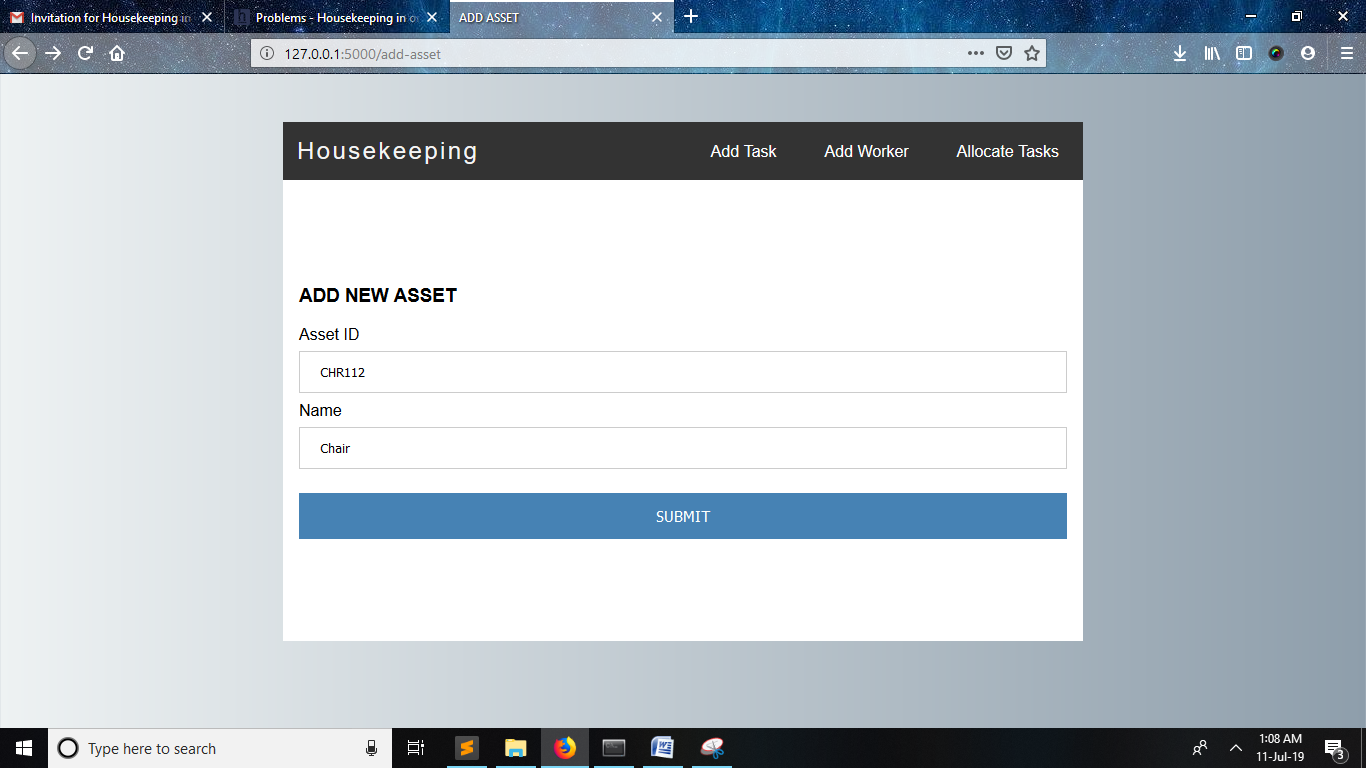 Invitation for Housekeeping in
Problems - Housekeeping in
ADD ASSET
127.0.0.1:5000/add-asset
Housekeeping
Add Task
Add Worker
Allocate Tasks
ADD NEW ASSET
Asset ID
CHR112
Name
Chair
SUBMIT
Type here to search
1:08 AM
11-Jul-19
3